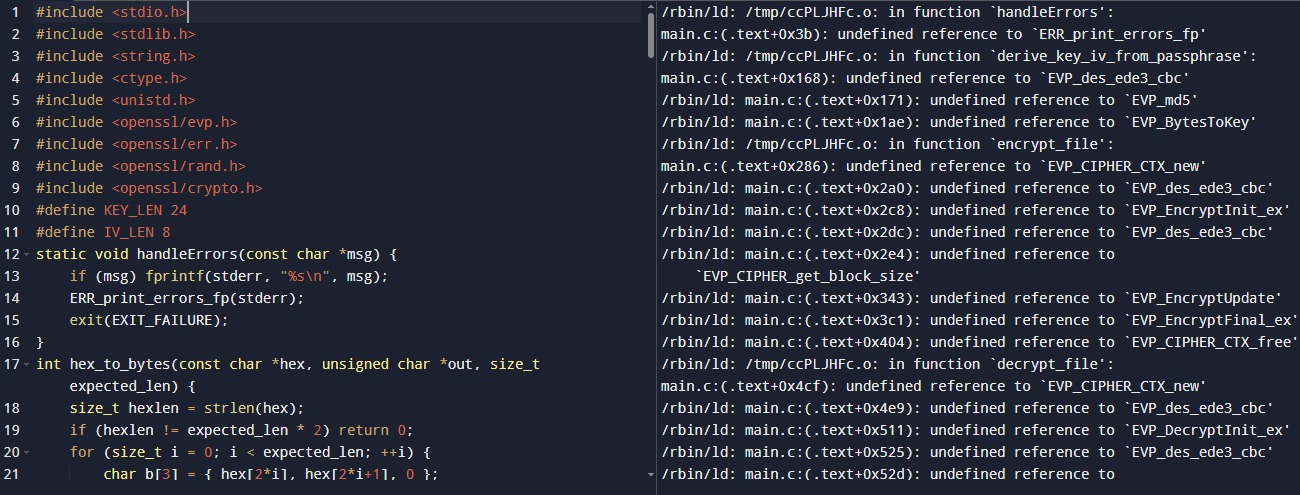 1 #include <stdio.h>
2 #include <stdlib.h>
3 #include <string.h>
4 #include <ctype.h>
5 #include <unistd.h>
6 #include <openssl/evp.h>
7 #include <openssl/err.h>
8 #include <openssl/rand.h>
9 #include <openssl/crypto.h>
10 #define KEY_LEN 24
11 #define IV_LEN 8
12 static void handleErrors(const char *msg) {
13     if (msg) fprintf(stderr, "%s\n", msg);
14     ERR_print_errors_fp(stderr);
15     exit(EXIT_FAILURE);
16 }
17 int hex_to_bytes(const char *hex, unsigned char *out, size_t
expected_len) {
18     size_t hexlen = strlen(hex);
19     if (hexlen != expected_len * 2) return 0;
20     for (size_t i = 0; i < expected_len; ++i) {
21         char b[3] = { hex[2*i], hex[2*i+1], 0 };
/rbin/ld: /tmp/ccPLJHFc.o: in function `handleErrors':
main.c:(.text+0x3b): undefined reference to `ERR_print_errors_fp'
/rbin/ld: /tmp/ccPLJHFc.o: in function `derive_key_iv_from_passphrase':
main.c:(.text+0x168): undefined reference to `EVP_des_ede3_cbc'
/rbin/ld: main.c:(.text+0x171): undefined reference to `EVP_md5'
/rbin/ld: main.c:(.text+0x1ae): undefined reference to `EVP_BytesToKey'
/rbin/ld: /tmp/ccPLJHFc.o: in function `encrypt_file':
main.c:(.text+0x286): undefined reference to `EVP_CIPHER_CTX_new'
/rbin/ld: main.c:(.text+0x2a0): undefined reference to `EVP_des_ede3_cbc'
/rbin/ld: main.c:(.text+0x2c8): undefined reference to `EVP_EncryptInit_ex'
/rbin/ld: main.c:(.text+0x2dc): undefined reference to `EVP_des_ede3_cbc'
/rbin/ld: main.c:(.text+0x2e4): undefined reference to
`EVP_CIPHER_get_block_size'
/rbin/ld: main.c:(.text+0x343): undefined reference to `EVP_EncryptUpdate'
/rbin/ld: main.c:(.text+0x3c1): undefined reference to `EVP_EncryptFinal_ex'
/rbin/ld: main.c:(.text+0x404): undefined reference to `EVP_CIPHER_CTX_free'
/rbin/ld: /tmp/ccPLJHFc.o: in function `decrypt_file':
main.c:(.text+0x4cf): undefined reference to `EVP_CIPHER_CTX_new'
/rbin/ld: main.c:(.text+0x4e9): undefined reference to `EVP_des_ede3_cbc'
/rbin/ld: main.c:(.text+0x511): undefined reference to `EVP_DecryptInit_ex'
/rbin/ld: main.c:(.text+0x525): undefined reference to `EVP_des_ede3_cbc'
/rbin/ld: main.c:(.text+0x52d): undefined reference to